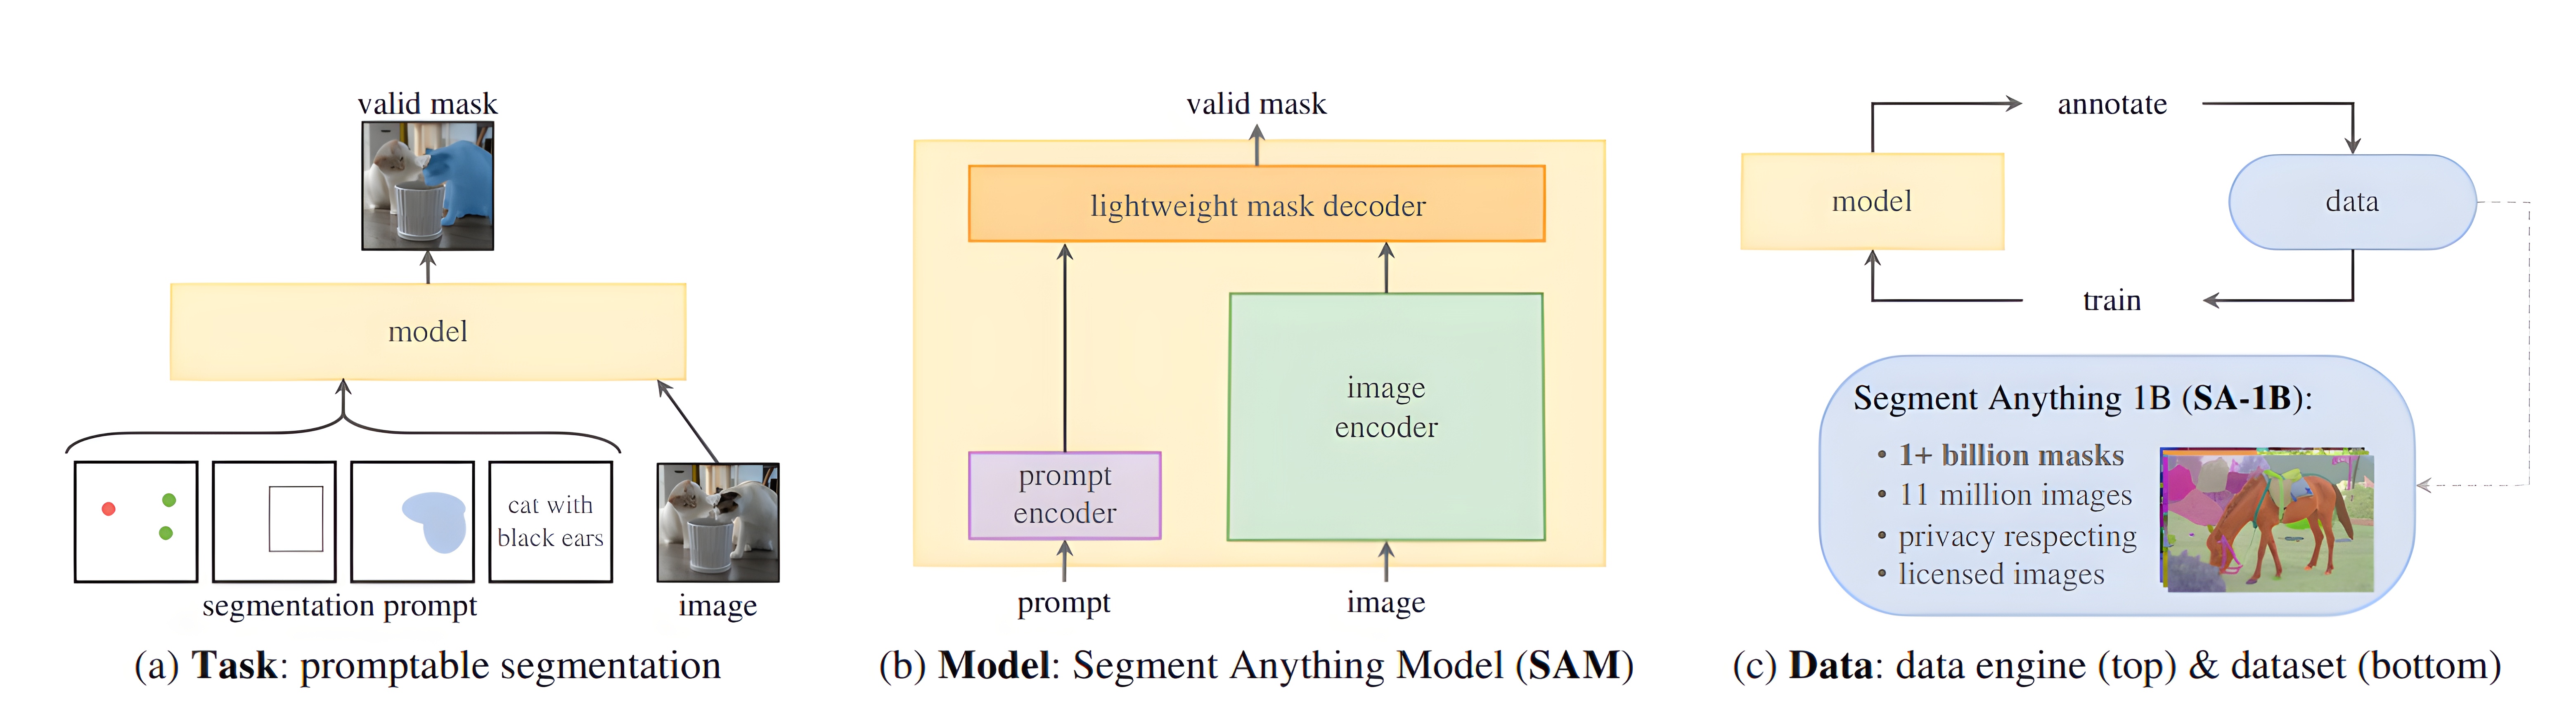 valid mask
model
cat with
black ears
segmentation prompt
image
(a) Task: promptable segmentation
valid mask
lightweight mask decoder
image
encoder
prompt
encoder
prompt
image
(b) Model: Segment Anything Model (SAM)
annotate
model
data
train
Segment Anything 1B (SA-1B):
• 1+ billion masks
• 11 million images
• privacy respecting
• licensed images
(c) Data: data engine (top) & dataset (bottom)